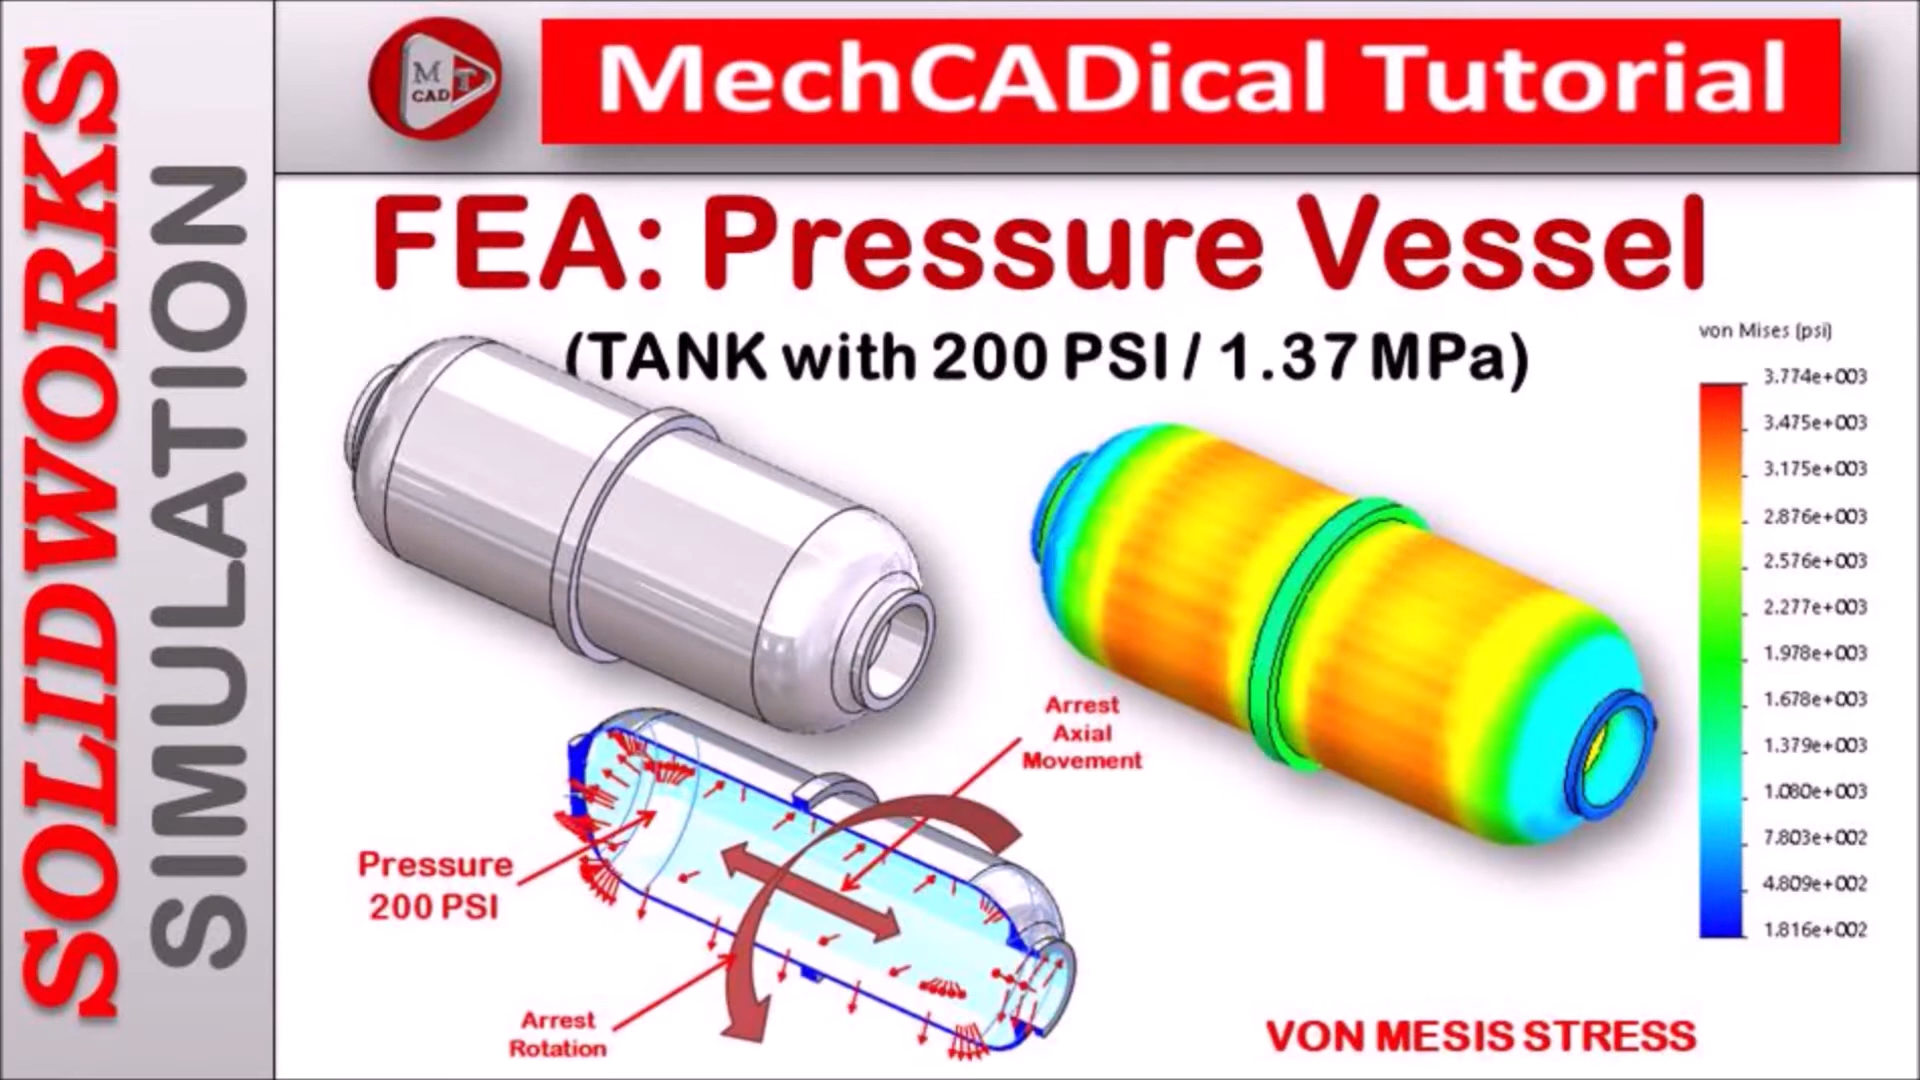 SOLIDWORKS
SIMULATION
M T
CAD
MechCADical Tutorial
FEA: Pressure Vessel
(TANK with 200 PSI / 1.37 MPa)
von Mises (psi)
3.774e+003
3.475e+003
3.175e+003
2.876e+003
2.576e+003
2.277e+003
1.978e+003
1.678e+003
1.379e+003
1.080e+003
7.803e+002
4.809e+002
1.816e+002
Arrest
Axial
Movement
Pressure
200 PSI
Arrest
Rotation
VON MESIS STRESS